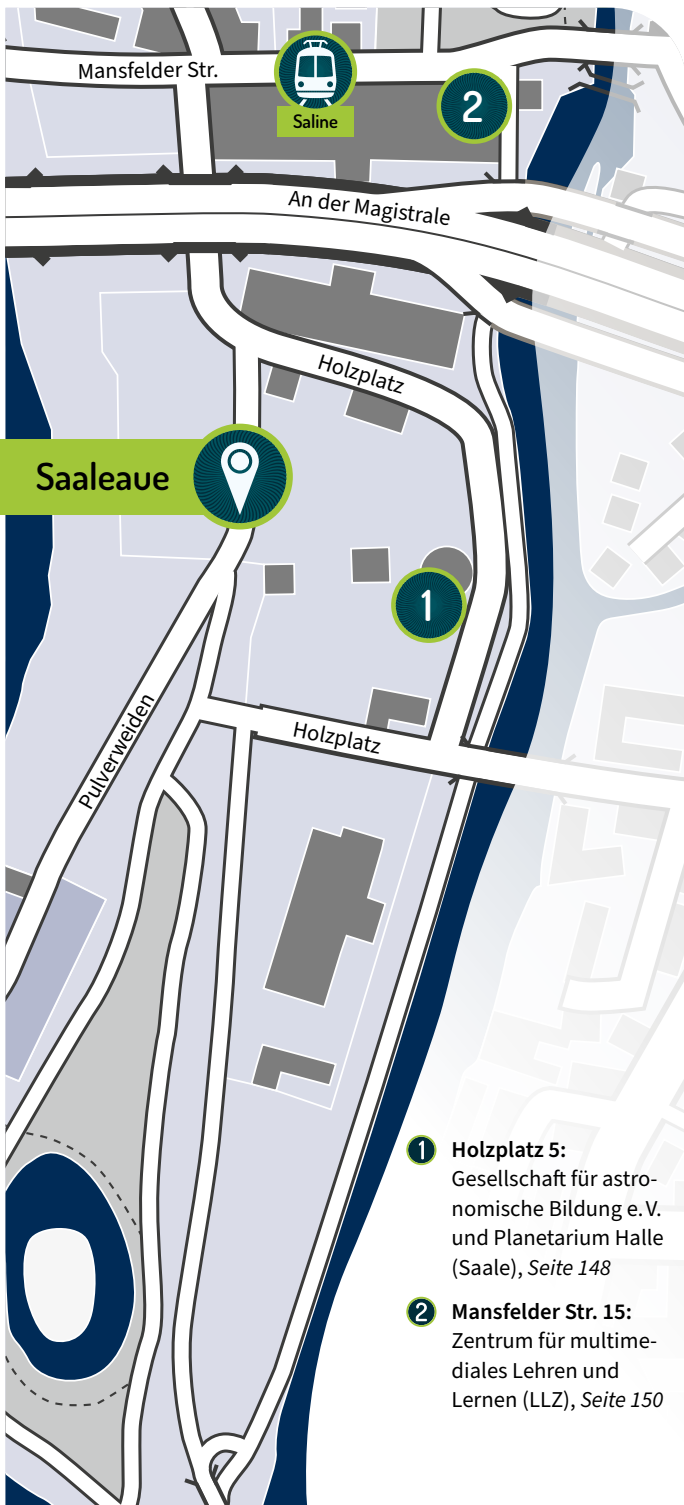 Mansfelder Str.
2
Saline
An der Magistrale
Holzplatz
Saaleaue
1
Pulverweiden
Holzplatz
1 Holzplatz 5:
Gesellschaft für astro-
nomische Bildung e. V.
und Planetarium Halle
(Saale), Seite 148
2 Mansfelder Str. 15:
Zentrum für multime-
diales Lehren und
Lernen (LLZ), Seite 150